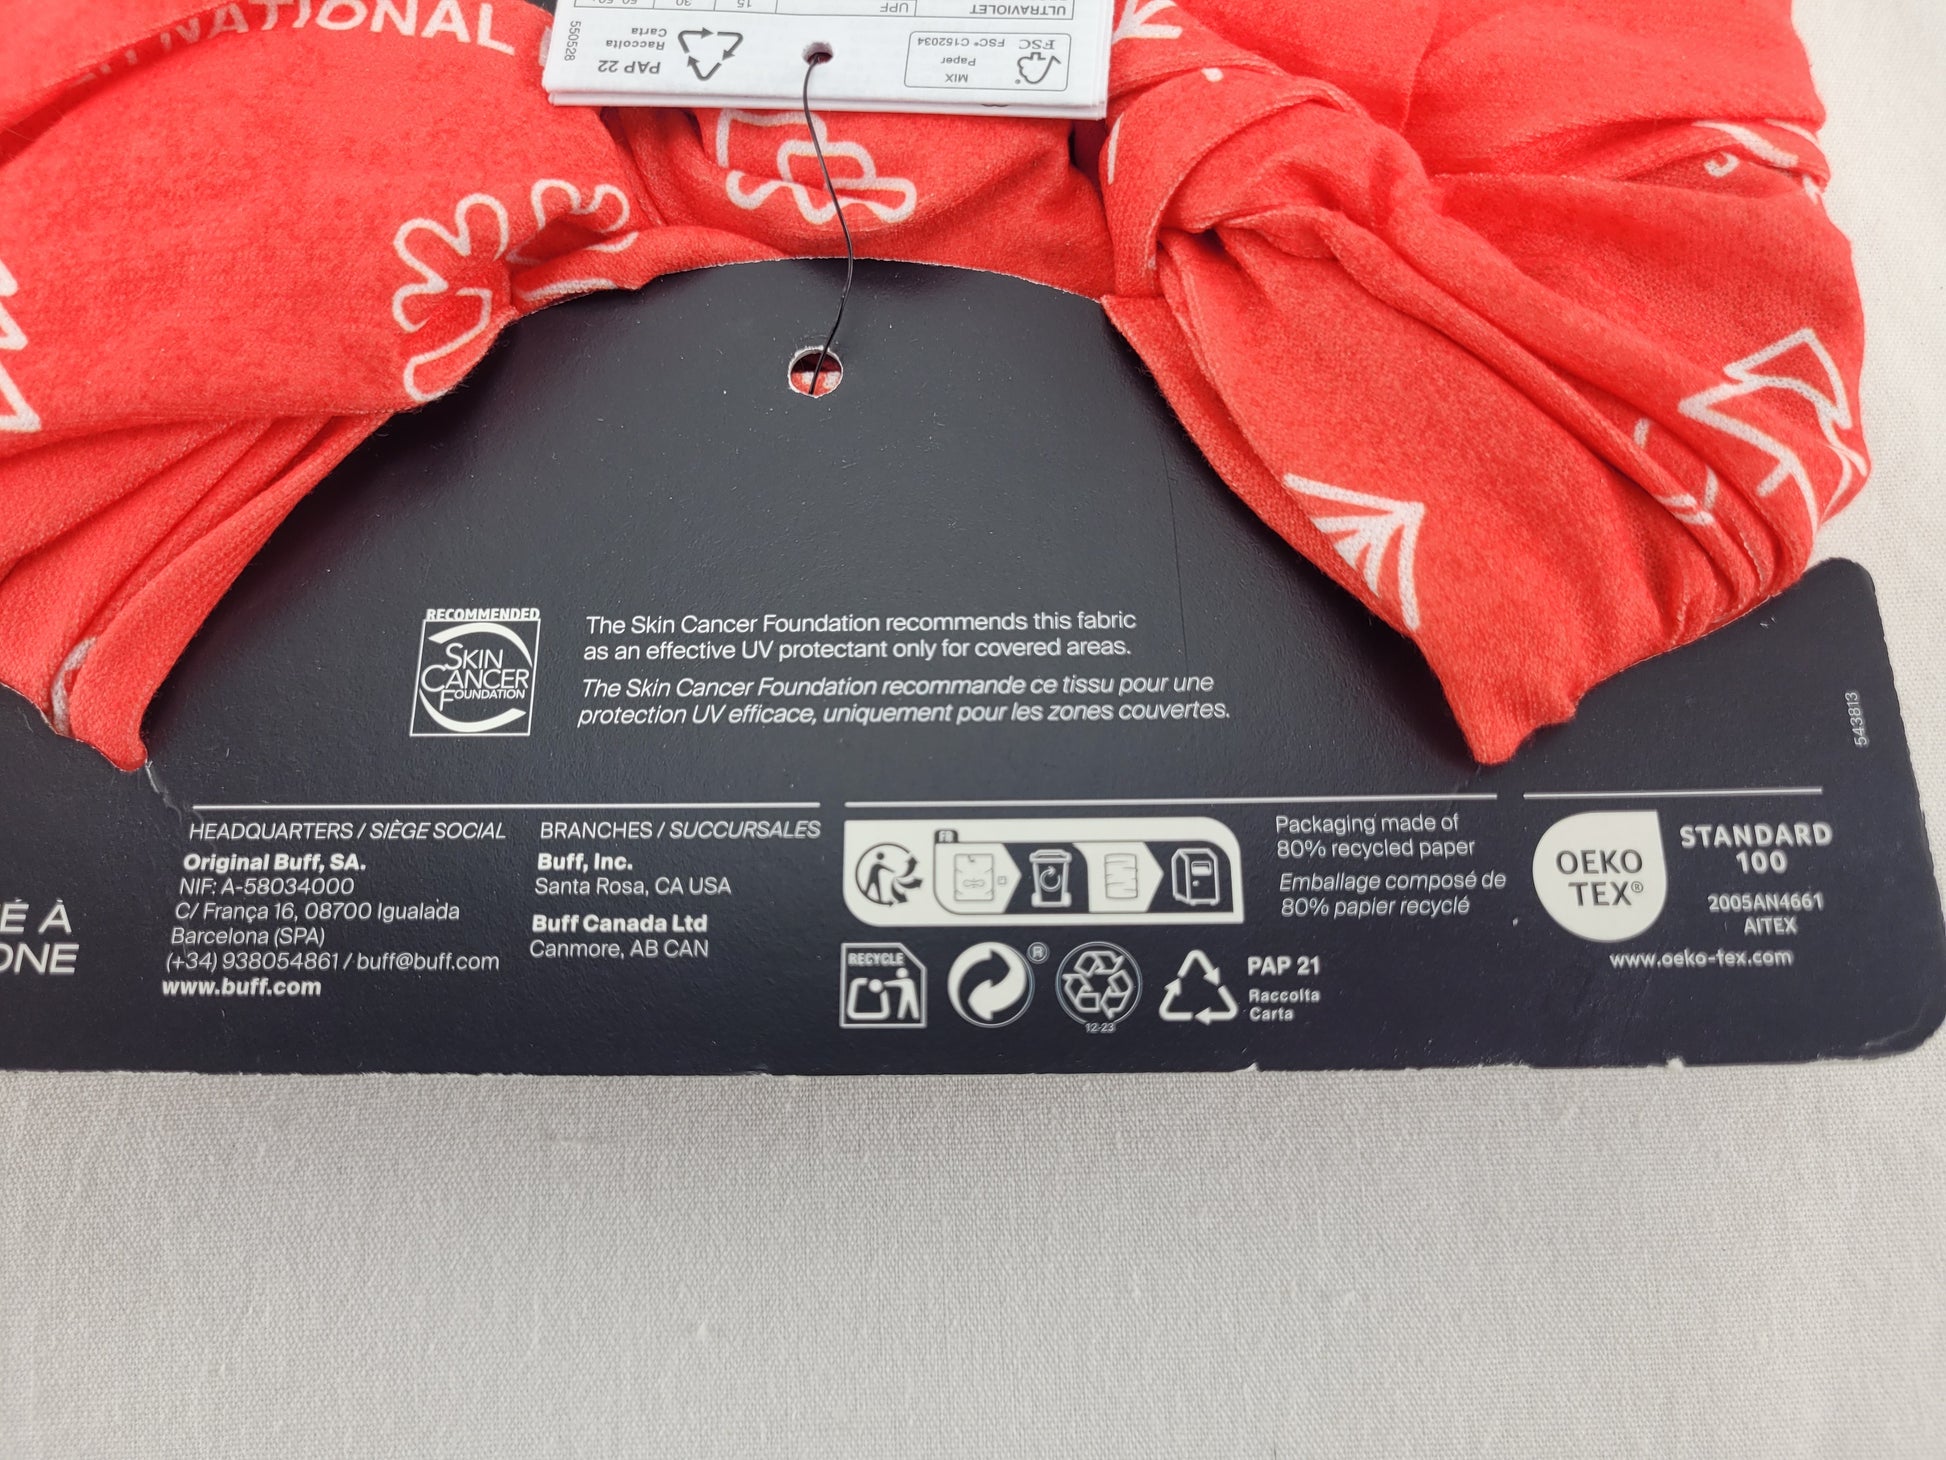 NATIONAL
ULTRAVIOLET
UPF
15
30
MIX
Paper
FSC
FSC® C152034
PAP 22
Raccolta
Carta
550528
RECOMMENDED
SKIN
CANCER
FOUNDATION
The Skin Cancer Foundation recommends this fabric
as an effective UV protectant only for covered areas.
The Skin Cancer Foundation recommande ce tissu pour une
protection UV efficace, uniquement pour les zones couvertes.
543813
É À
ONE
HEADQUARTERS / SIÈGE SOCIAL
Original Buff, SA.
NIF: A-58034000
C/ França 16, 08700 Igualada
Barcelona (SPA)
(+34) 938054861 / buff@buff.com
www.buff.com
BRANCHES / SUCCURSALES
Buff, Inc.
Santa Rosa, CA USA
Buff Canada Ltd
Canmore, AB CAN
FR
Packaging made of
80% recycled paper
Emballage composé de
80% papier recyclé
RECYCLE
®
12-23
PAP 21
Raccolta
Carta
OEKO
TEX®
STANDARD
100
2005AN4661
AITEX
www.oeko-tex.com